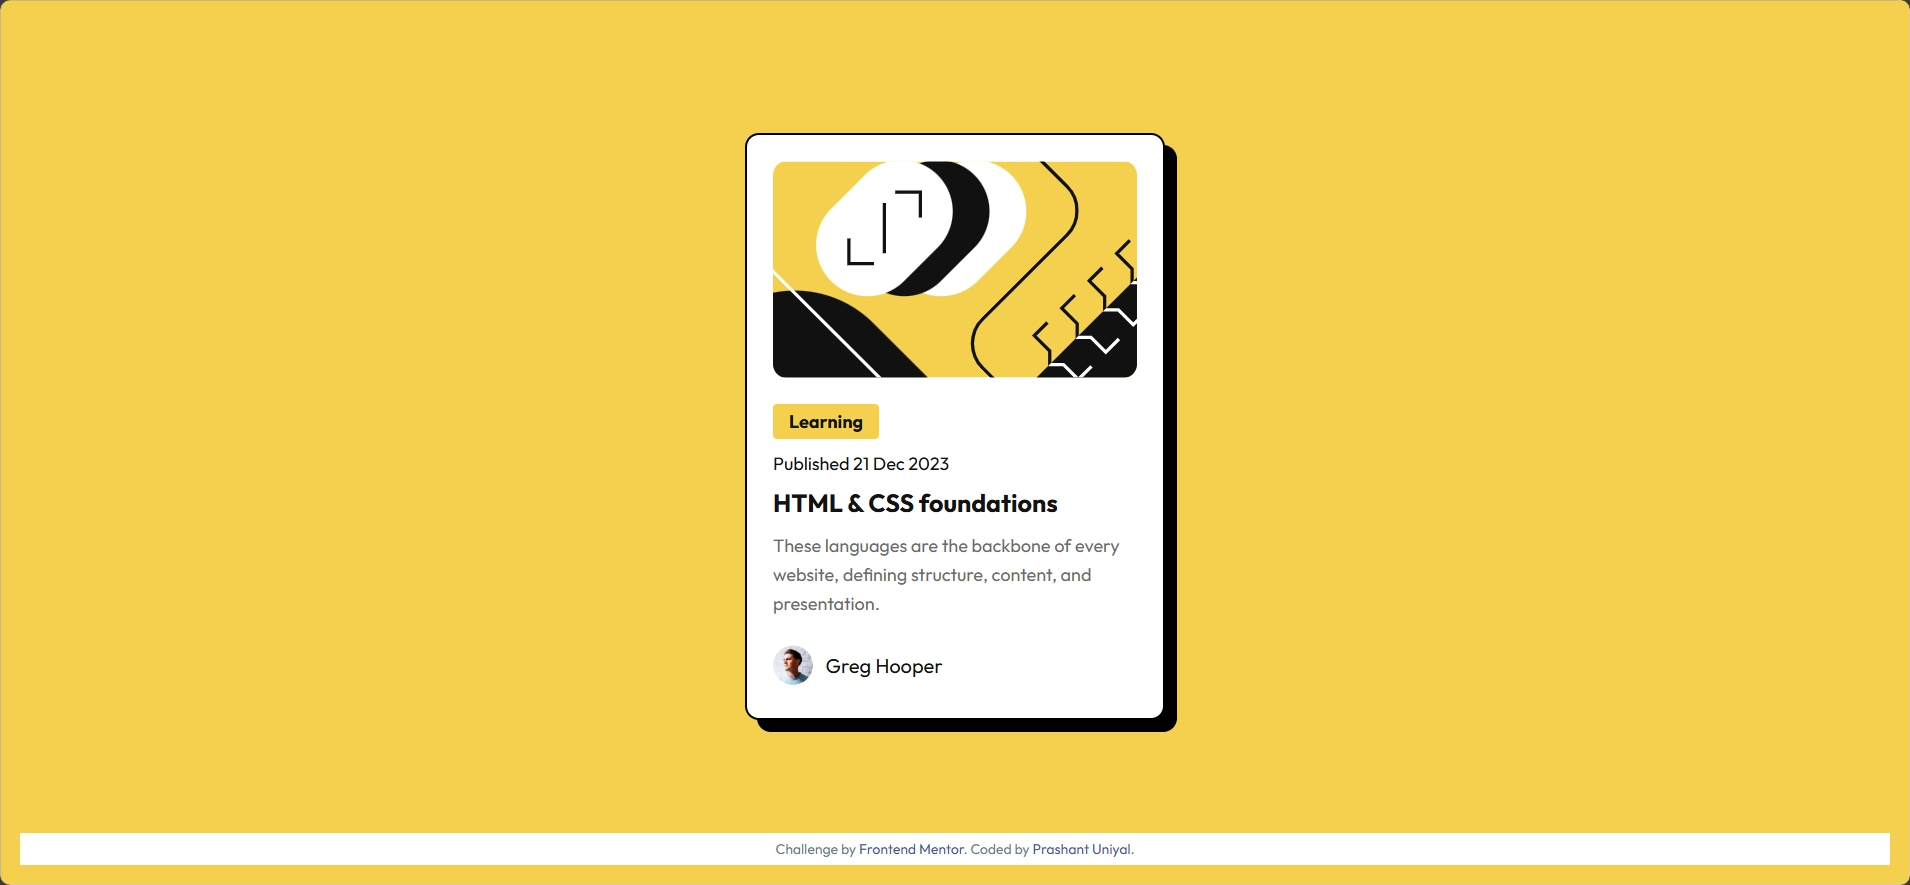 Learning
Published 21 Dec 2023
HTML & CSS foundations
These languages are the backbone of every
website, defining structure, content, and
presentation.
Greg Hooper
Challenge by Frontend Mentor. Coded by Prashant Uniyal.